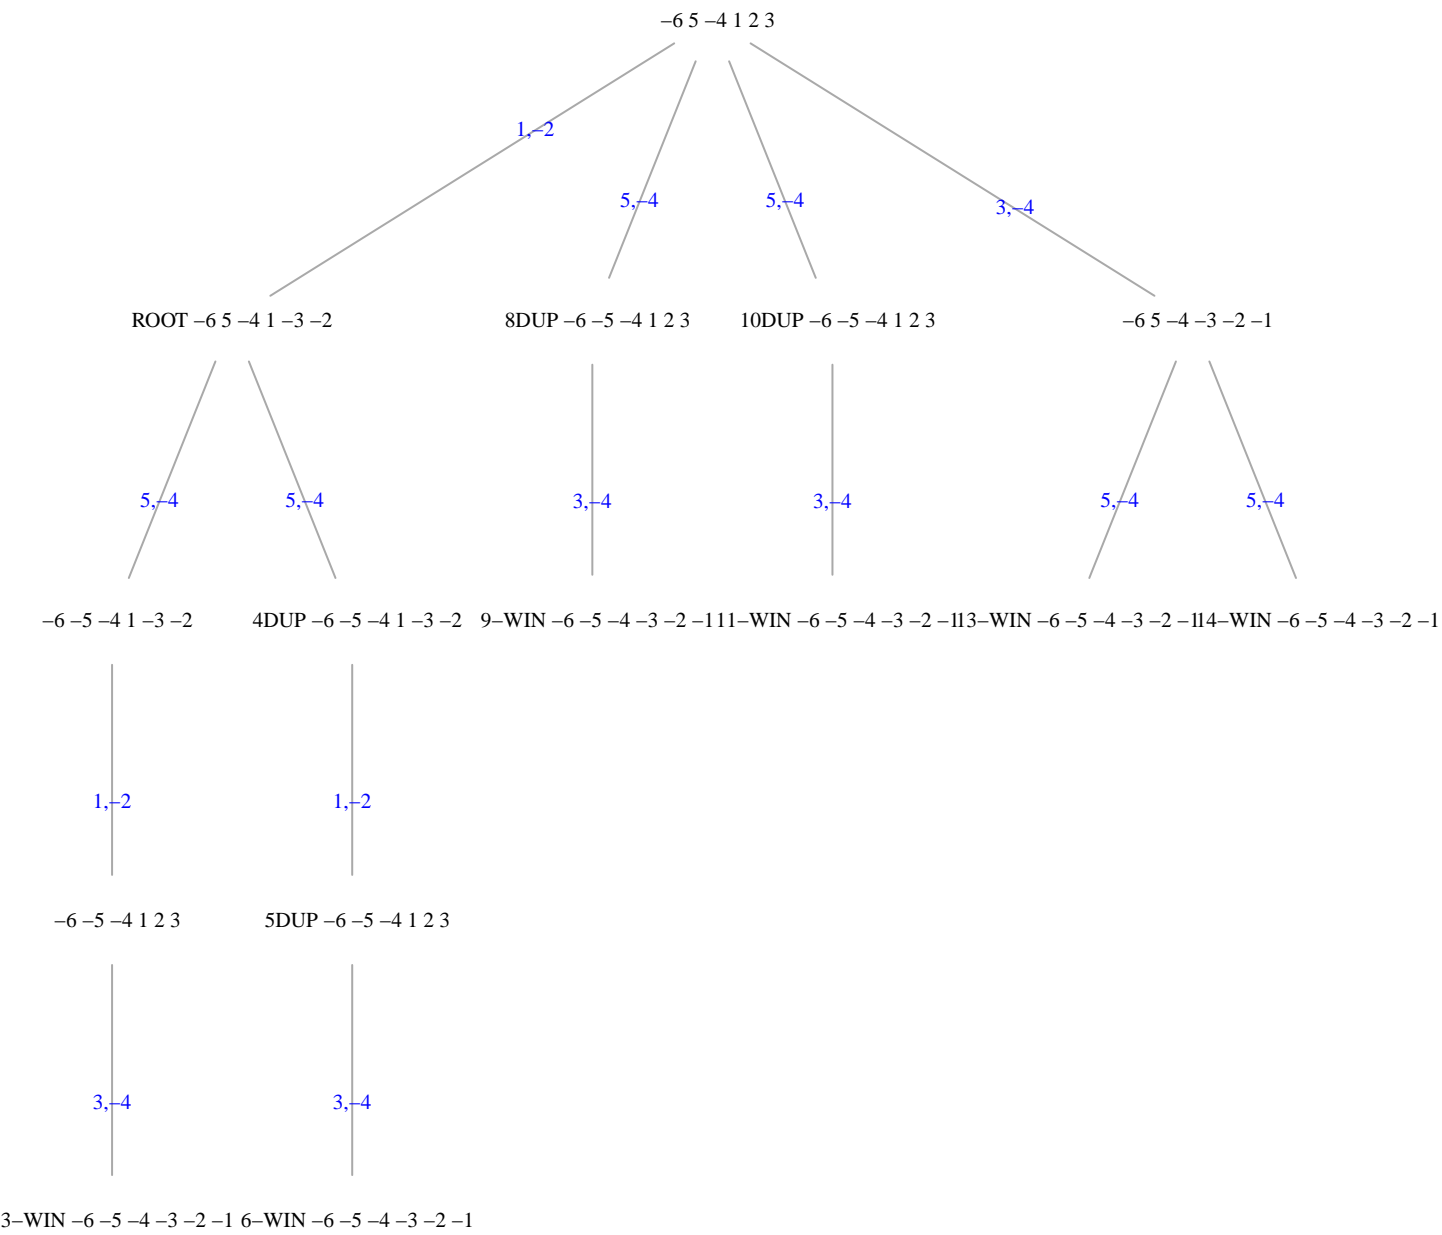 –6 5 –4 1 2 3
1,–2
5,–4
5,–4
3,–4
ROOT –6 5 –4 1 –3 –2
8DUP –6 –5 –4 1 2 3
10DUP –6 –5 –4 1 2 3
–6 5 –4 –3 –2 –1
5,–4
5,–4
3,–4
3,–4
5,–4
5,–4
–6 –5 –4 1 –3 –2
4DUP –6 –5 –4 1 –3 –2
9–WIN –6 –5 –4 –3 –2 –1
11–WIN –6 –5 –4 –3 –2 –1
13–WIN –6 –5 –4 –3 –2 –1
14–WIN –6 –5 –4 –3 –2 –1
1,–2
1,–2
–6 –5 –4 1 2 3
5DUP –6 –5 –4 1 2 3
3,–4
3,–4
3–WIN –6 –5 –4 –3 –2 –1
6–WIN –6 –5 –4 –3 –2 –1